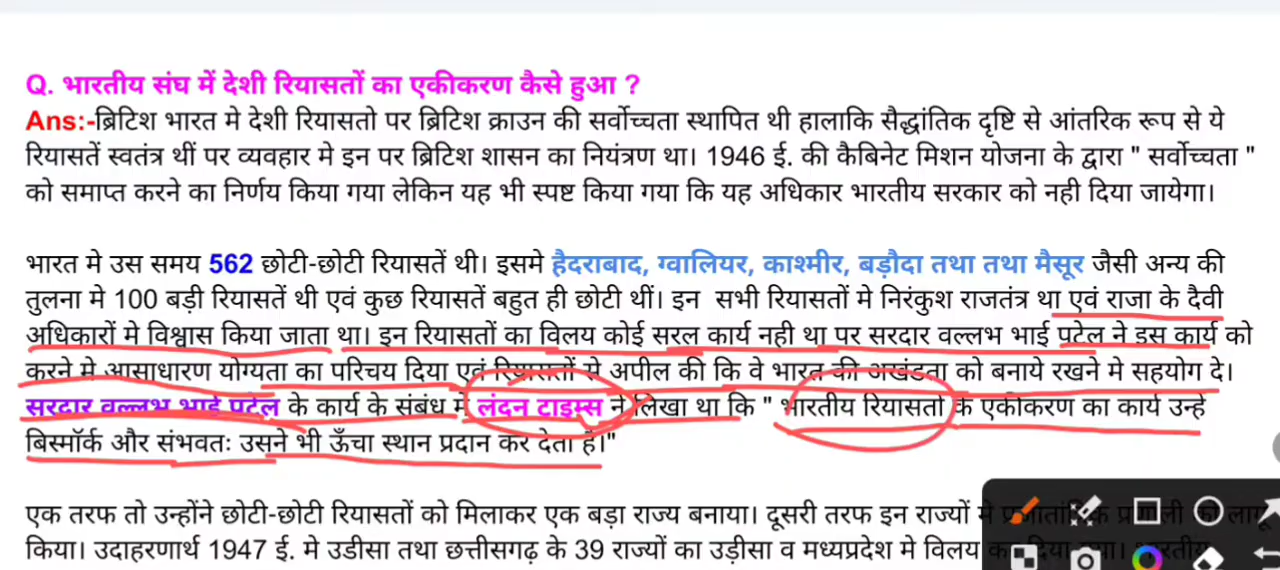 Q. भारतीय संघ में देशी रियासतों का एकीकरण कैसे हुआ ?
Ans:-ब्रिटिश भारत मे देशी रियासतो पर ब्रिटिश क्राउन की सर्वोच्चता स्थापित थी हालाकि सैद्धांतिक दृष्टि से आंतरिक रूप से ये
रियासतें स्वतंत्र थीं पर व्यवहार मे इन पर ब्रिटिश शासन का नियंत्रण था। 1946 ई. की कैबिनेट मिशन योजना के द्वारा " सर्वोच्चता "
को समाप्त करने का निर्णय किया गया लेकिन यह भी स्पष्ट किया गया कि यह अधिकार भारतीय सरकार को नही दिया जायेगा।
भारत मे उस समय 562 छोटी-छोटी रियासतें थी। इसमे हैदराबाद, ग्वालियर, काश्मीर, बड़ौदा तथा तथा मैसूर जैसी अन्य की
तुलना मे 100 बड़ी रियासतें थी एवं कुछ रियासतें बहुत ही छोटी थीं। इन सभी रियासतों मे निरंकुश राजतंत्र था एवं राजा के दैवी
अधिकारों मे विश्वास किया जाता था। इन रियासतों का विलय कोई सरल कार्य नही था पर सरदार वल्लभ भाई पटेल ने इस कार्य को
करने मे आसाधारण योग्यता का परिचय दिया एवं रियासतों से अपील की कि वे भारत की अखंडता को बनाये रखने मे सहयोग दे।
सरदार वल्लभ भाई पटेल के कार्य के संबंध में लंदन टाइम्स ने लिखा था कि " भारतीय रियासतों के एकीकरण का कार्य उन्हें
बिस्मॉर्क और संभवतः उसने भी ऊँचा स्थान प्रदान कर देता है।"
एक तरफ तो उन्होंने छोटी-छोटी रियासतों को मिलाकर एक बड़ा राज्य बनाया। दूसरी तरफ इन राज्यों मे प्रजातांत्रिक प्रणाली को लागू
किया। उदाहरणार्थ 1947 ई. मे उडीसा तथा छत्तीसगढ़ के 39 राज्यों का उड़ीसा व मध्यप्रदेश मे विलय कर दिया गया। भारतीय